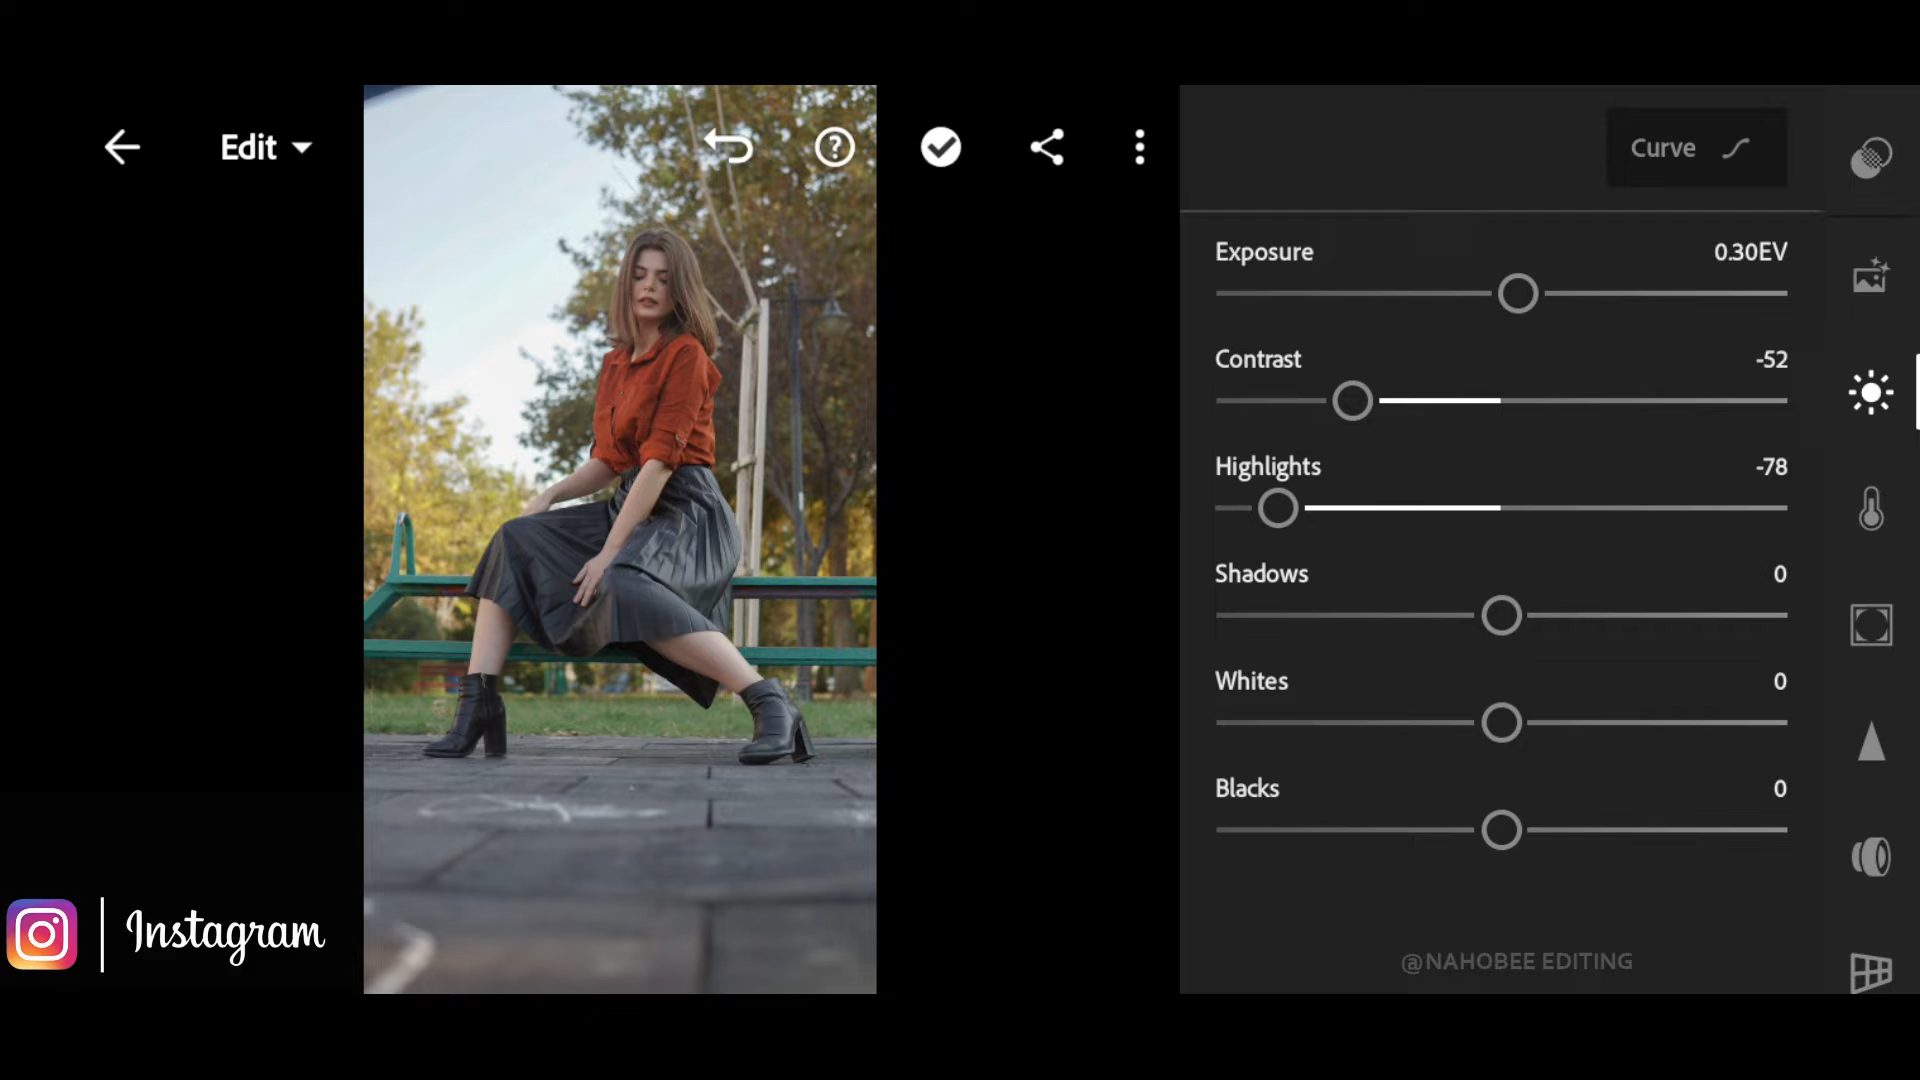 Edit
Curve
Exposure 0.30EV
Contrast -52
Highlights -78
Shadows 0
Whites 0
Blacks 0
Instagram
@NAHOBEE EDITING